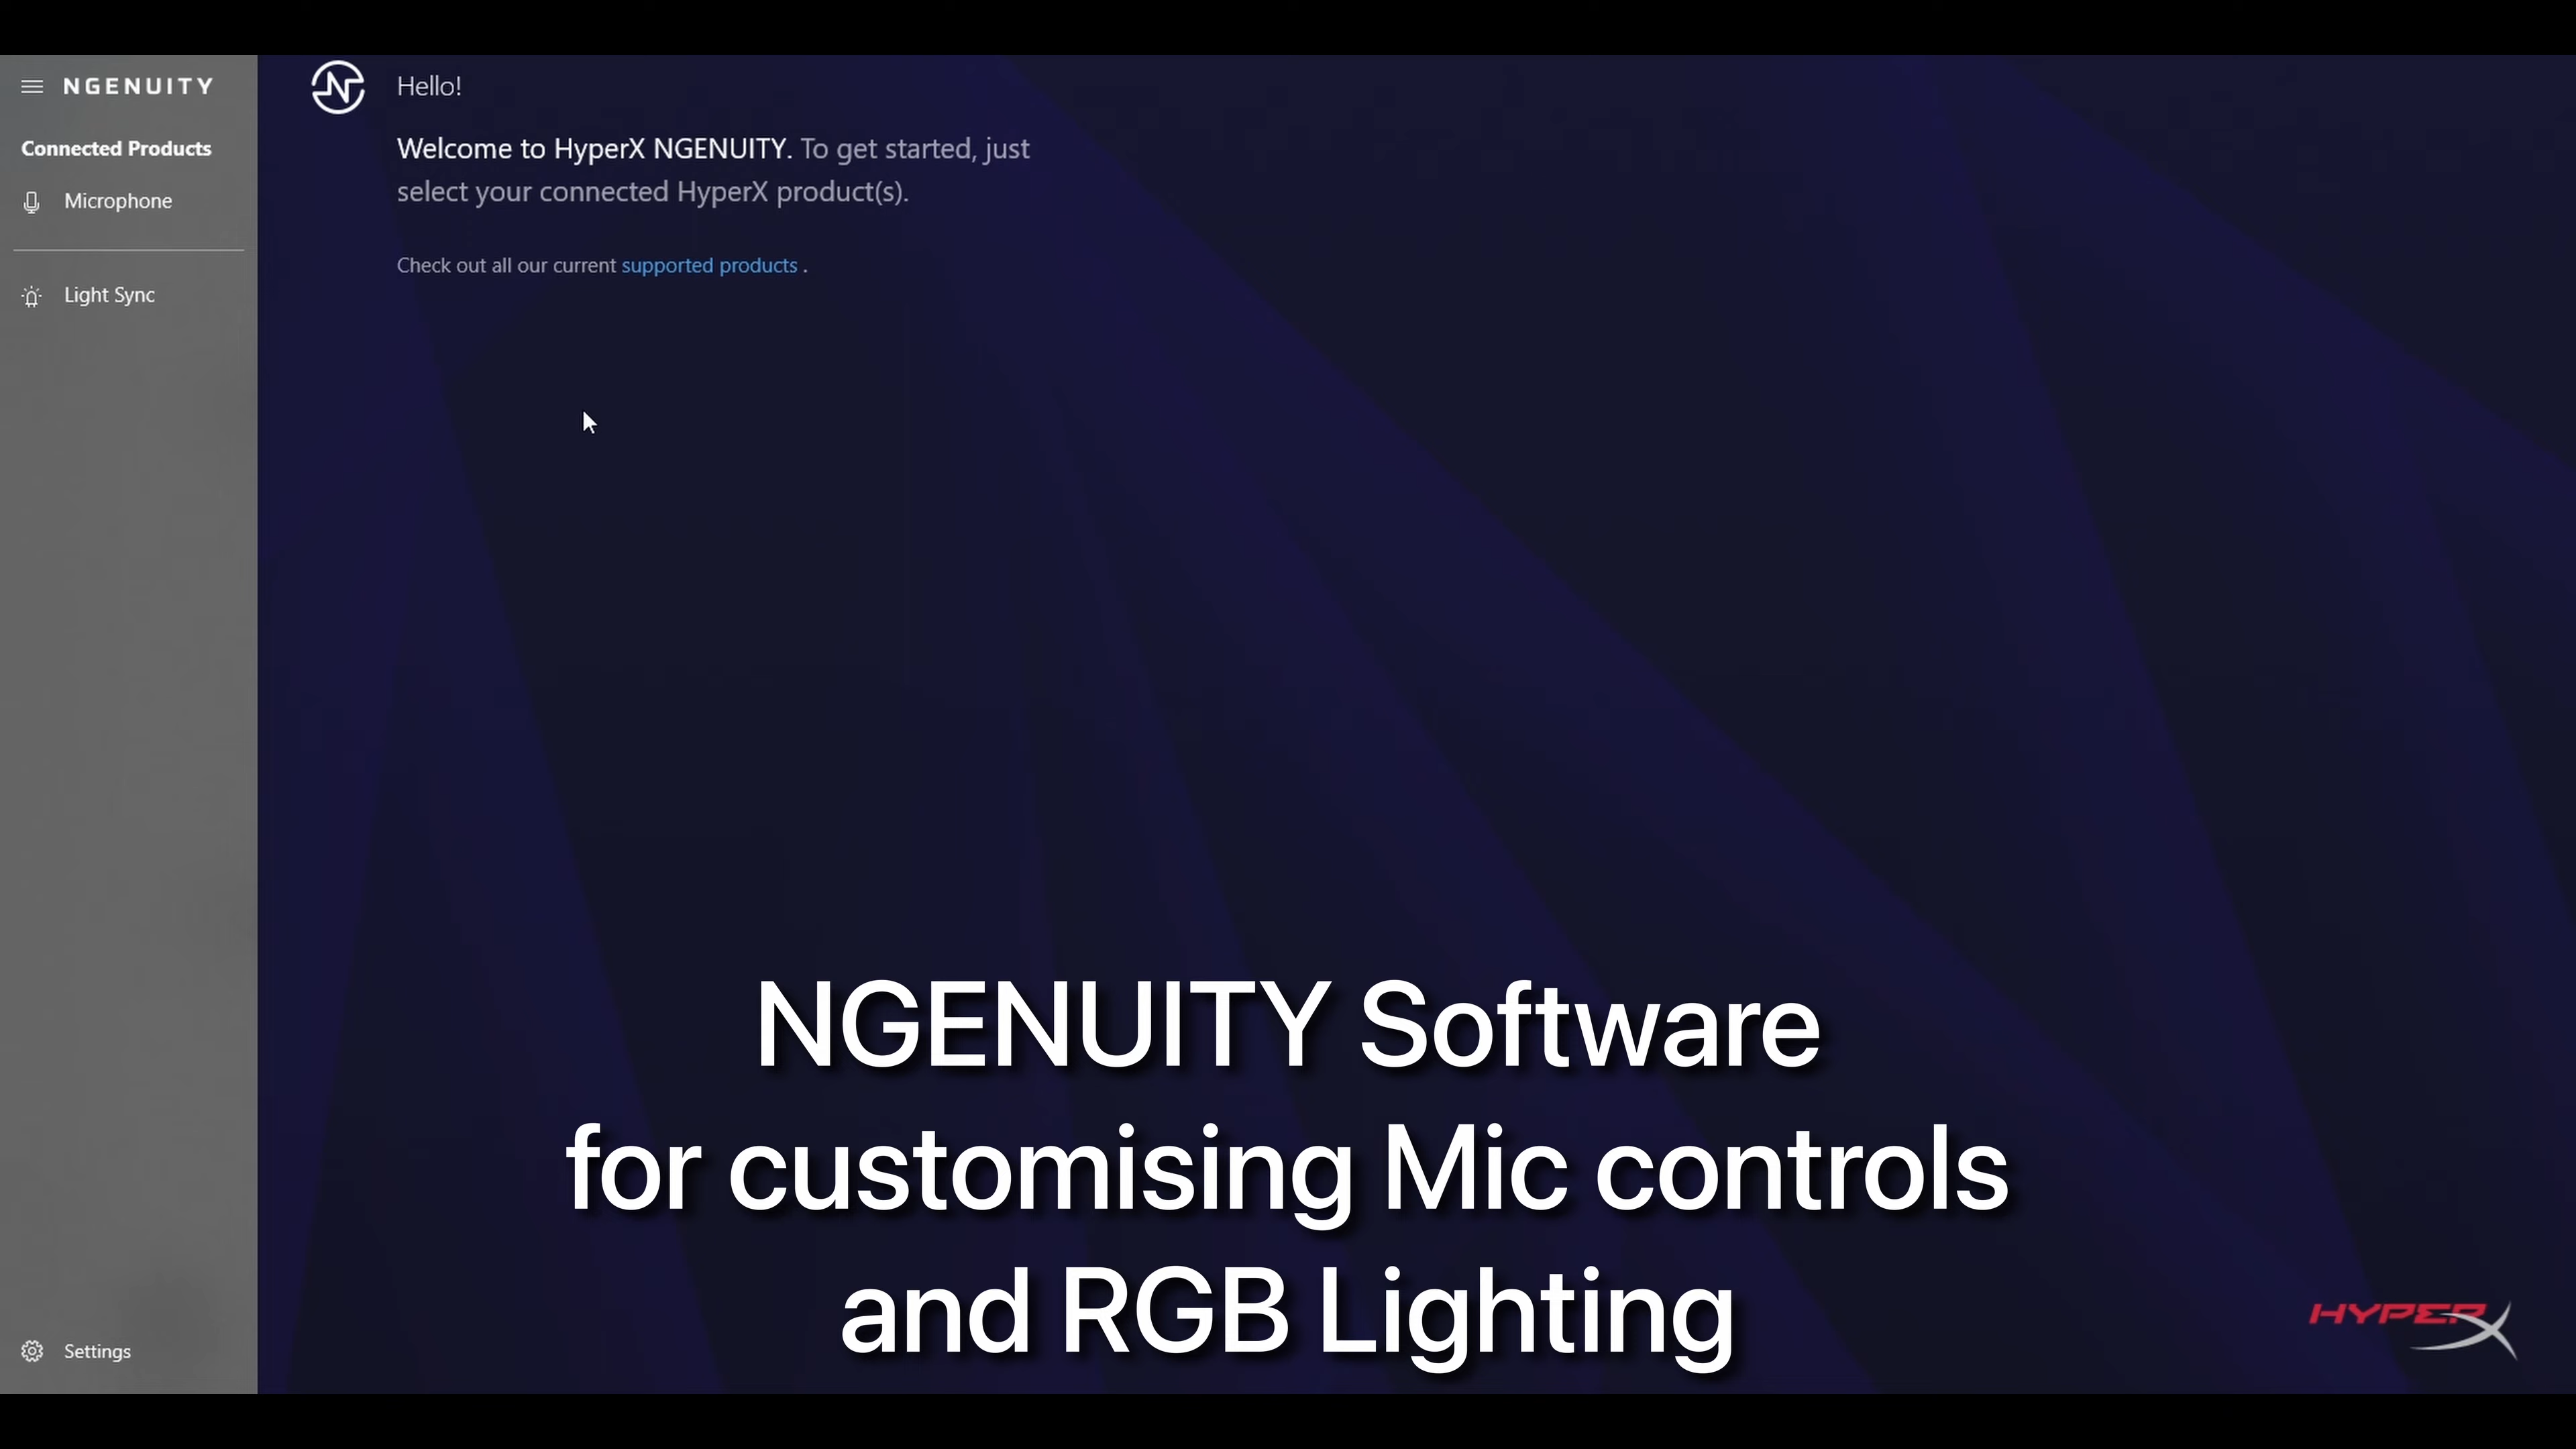 NGENUITY
Connected Products
Microphone
Light Sync
Settings
Hello!
Welcome to HyperX NGENUITY. To get started, just
select your connected HyperX product(s).
Check out all our current supported products .
NGENUITY Software
for customising Mic controls
and RGB Lighting
HYPERX